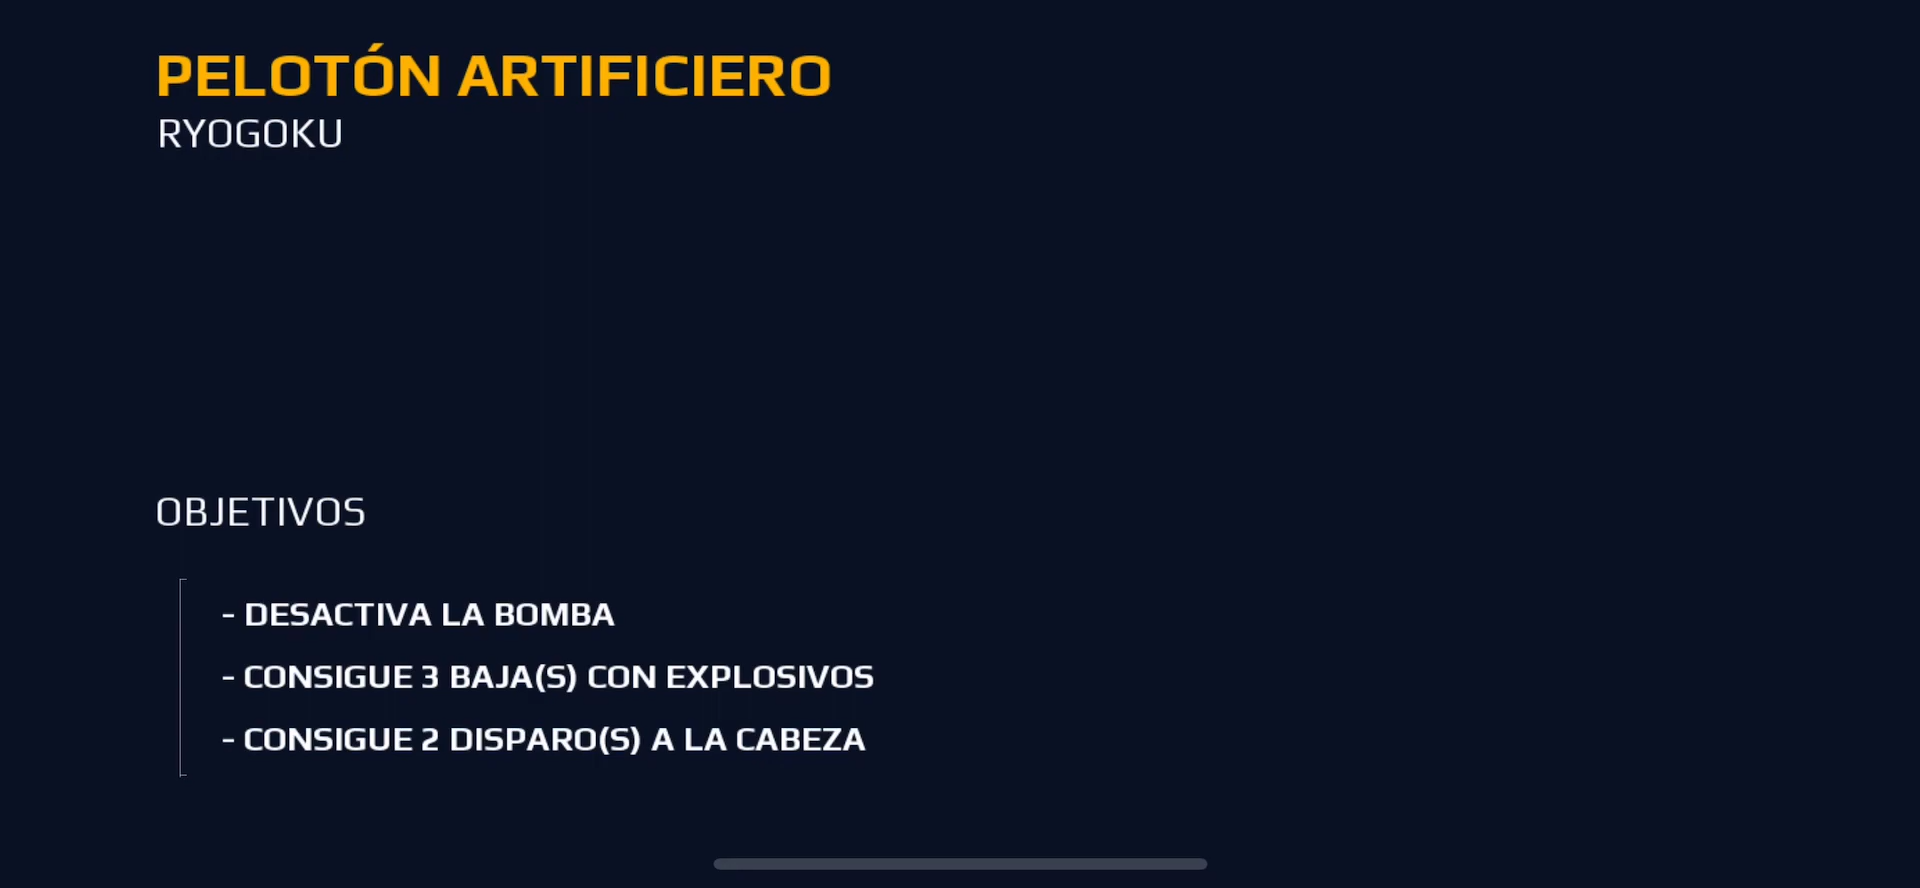 PELOTÓN ARTIFICIERO
RYOGOKU
OBJETIVOS
- DESACTIVA LA BOMBA
- CONSIGUE 3 BAJA(S) CON EXPLOSIVOS
- CONSIGUE 2 DISPARO(S) A LA CABEZA